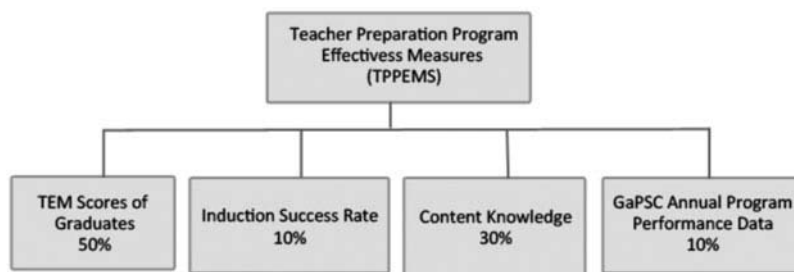 Teacher Preparation Program
Effectivess Measures
(TPPEMS)
TEM Scores of
Graduates
50%
Induction Success Rate
10%
Content Knowledge
30%
GaPSC Annual Program
Performance Data
10%